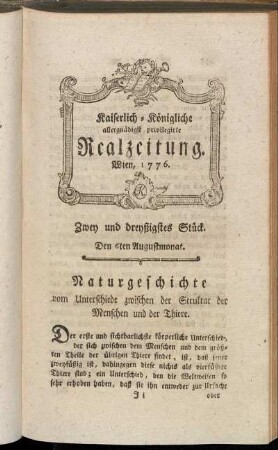 Kaiserlich-Königliche
allergnädigst privilegirte
Realzeitung.
Wien, 1776.
Zwey und dreyßigstes Stück.
Den 6ten Augustmonat.
Naturgeschichte
vom Unterschiede zwischen der Struktur der
Menschen und der Thiere.
Der erste und sichtbarlichste körperliche Unterschied,
der sich zwischen dem Menschen und dem größ-
ten Theile der übrigen Thiere findet, ist, daß jener
zweyfüßig ist, dahingegen diese nichts als vierfüßige
Thiere sind; ein Unterschied, den die Weltweisen so
sehr erhoben haben, daß sie ihn entweder zur Ursache
Ji
oder